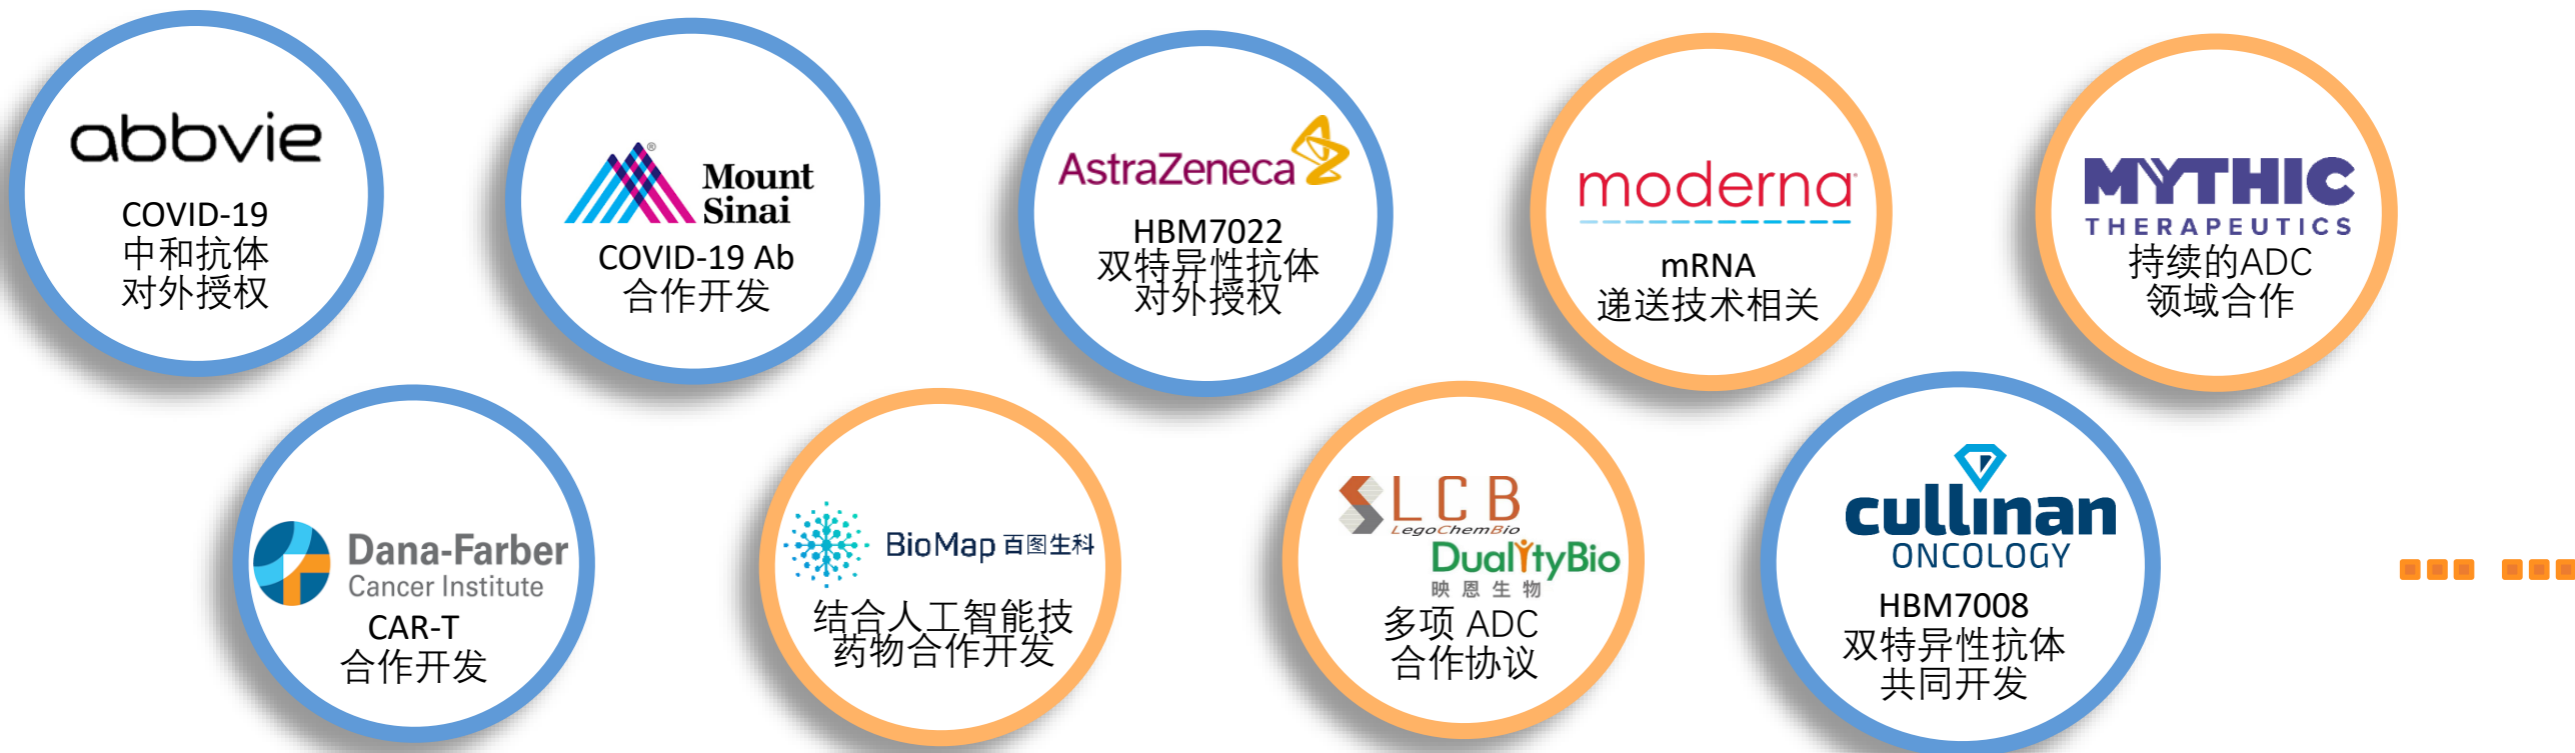 abbvie
COVID-19
中和抗体
对外授权
Mount
Sinai
COVID-19 Ab
合作开发
AstraZeneca
HBM7022
双特异性抗体
对外授权
moderna
mRNA
递送技术相关
MYTHIC
THERAPEUTICS
持续的ADC
领域合作
Dana-Farber
Cancer Institute
CAR-T
合作开发
BioMap 百图生科
结合人工智能技
药物合作开发
LCB
LegoChemBio
DualityBio
映恩生物
多项 ADC
合作协议
cullinan
ONCOLOGY
HBM7008
双特异性抗体
共同开发